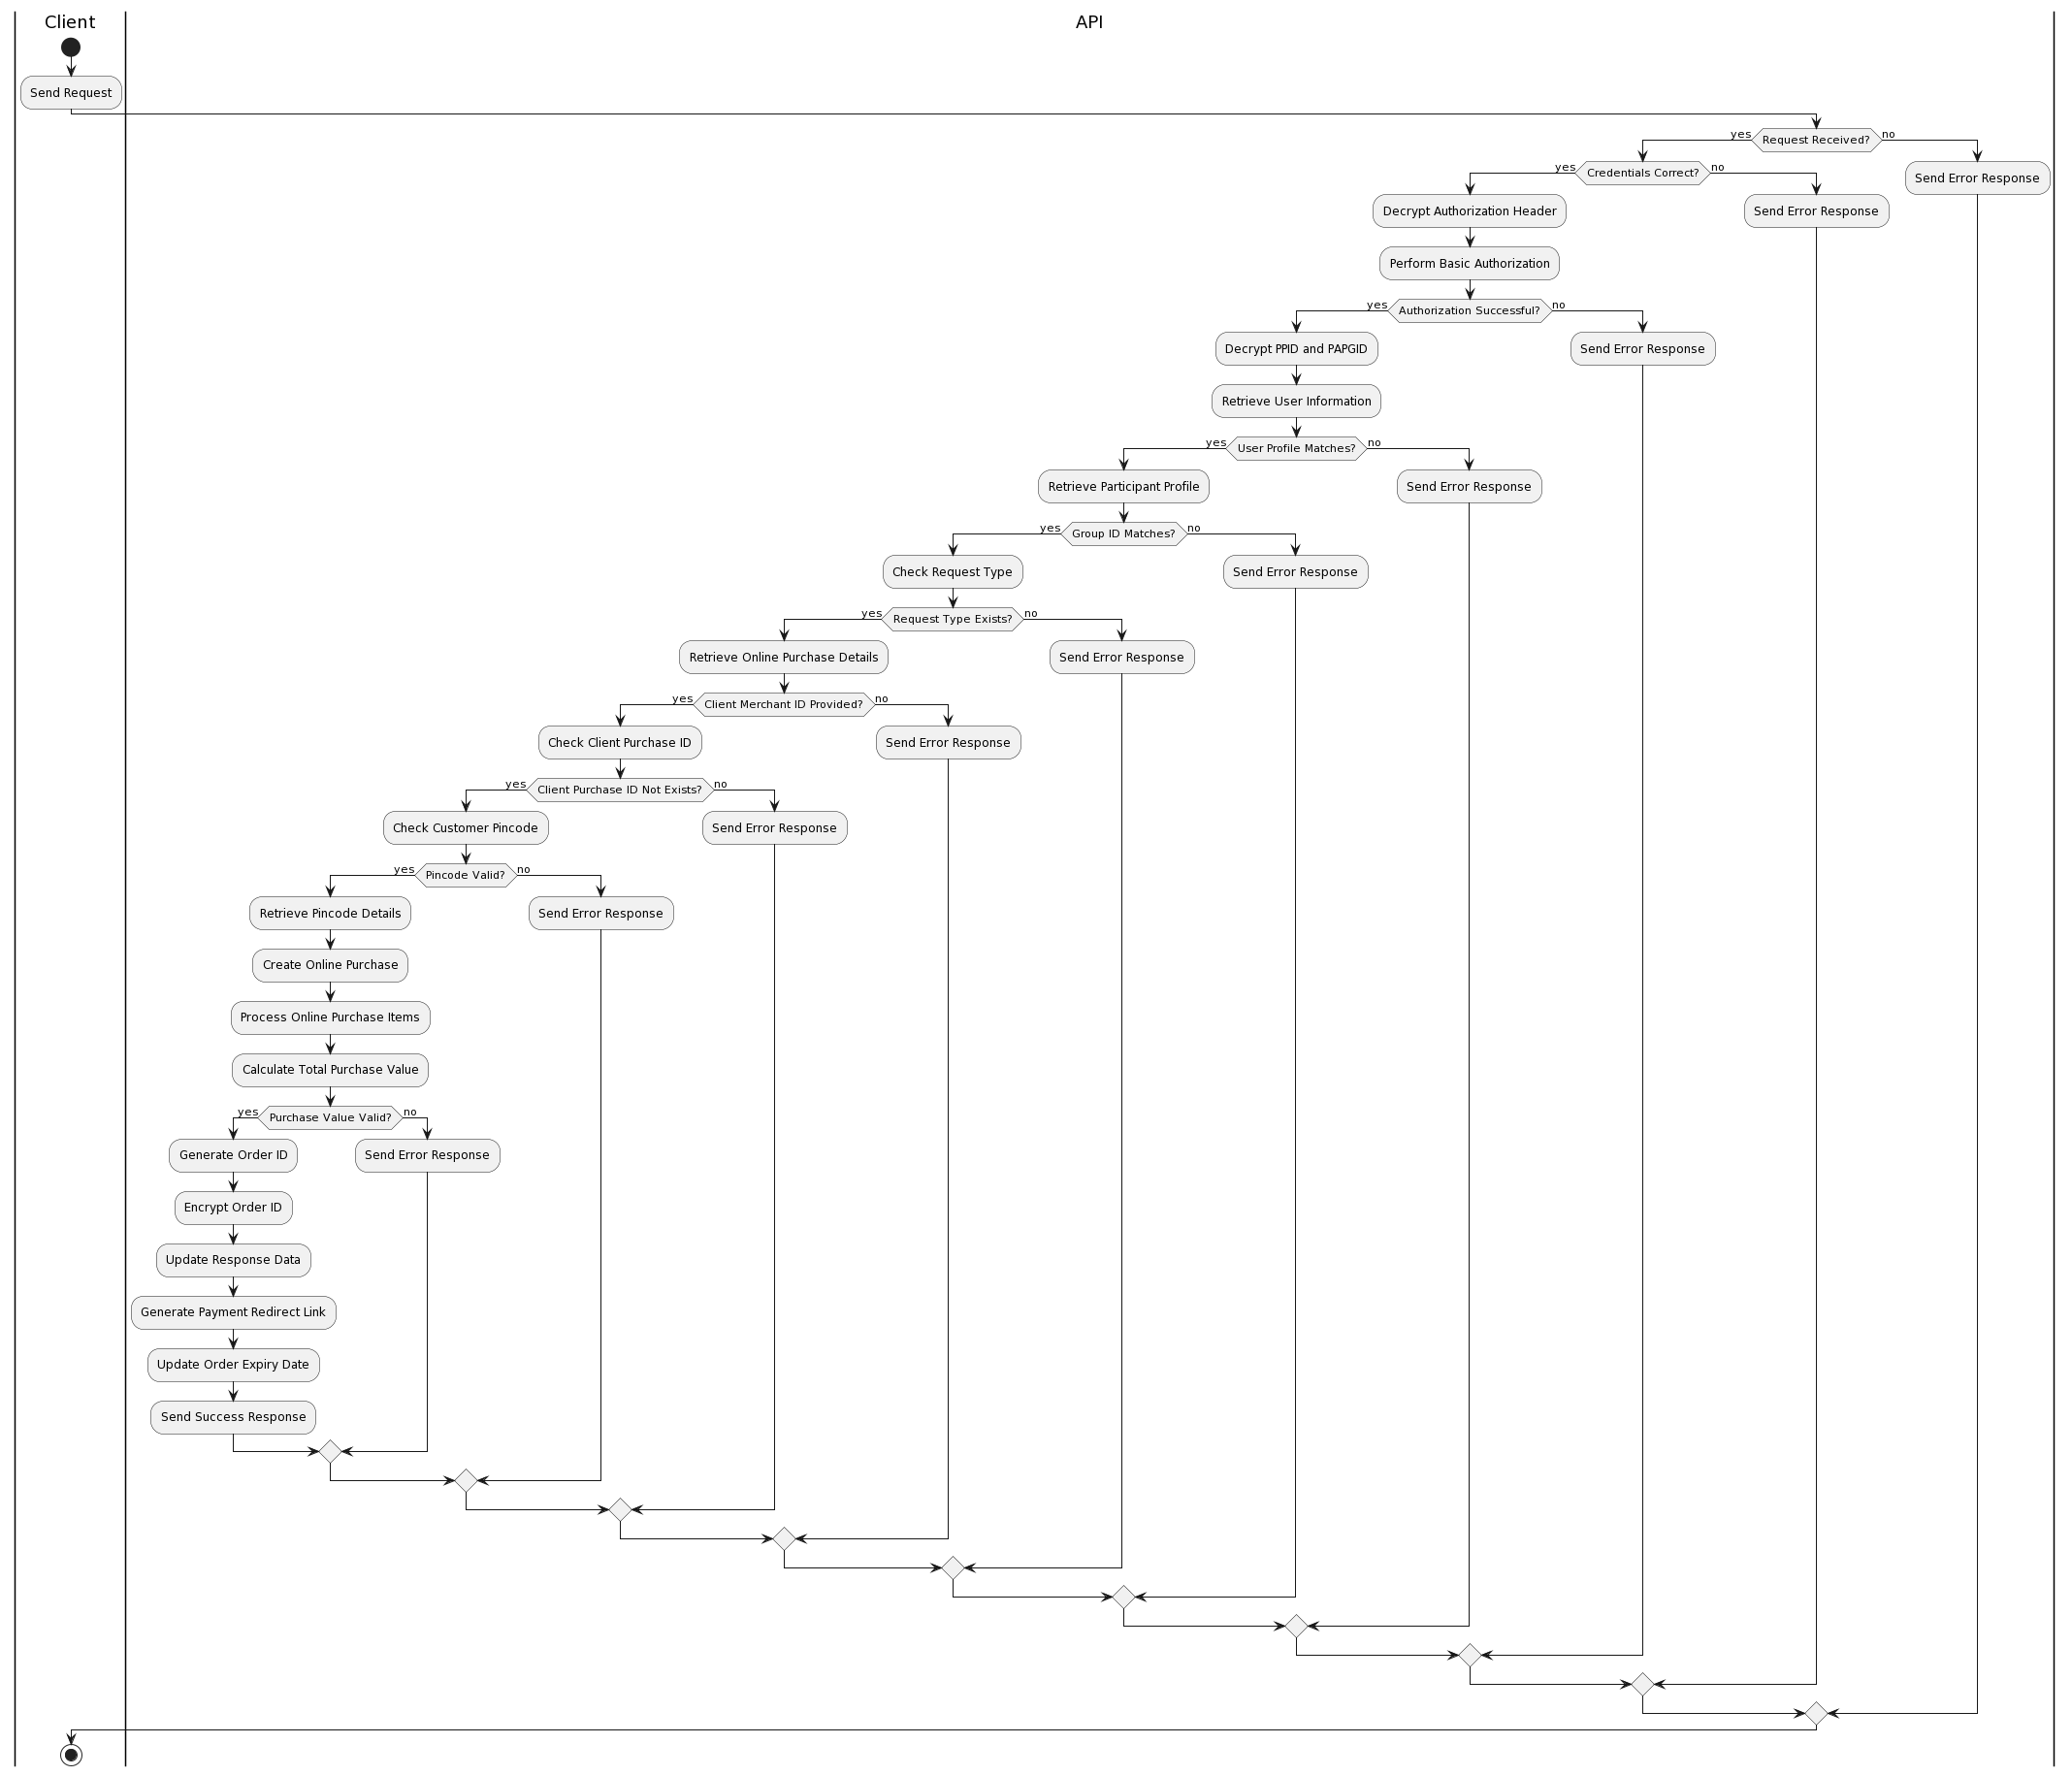 Client
API
Send Request
yes
Request Received?
no
yes
Credentials Correct?
no
Send Error Response
Decrypt Authorization Header
Send Error Response
Perform Basic Authorization
yes
Authorization Successful?
no
Decrypt PPID and PAPGID
Send Error Response
Retrieve User Information
yes
User Profile Matches?
no
Retrieve Participant Profile
Send Error Response
yes
Group ID Matches?
no
Check Request Type
Send Error Response
yes
Request Type Exists?
no
Retrieve Online Purchase Details
Send Error Response
yes
Client Merchant ID Provided?
no
Check Client Purchase ID
Send Error Response
yes
Client Purchase ID Not Exists?
no
Check Customer Pincode
Send Error Response
yes
Pincode Valid?
no
Retrieve Pincode Details
Send Error Response
Create Online Purchase
Process Online Purchase Items
Calculate Total Purchase Value
yes
Purchase Value Valid?
no
Generate Order ID
Send Error Response
Encrypt Order ID
Update Response Data
Generate Payment Redirect Link
Update Order Expiry Date
Send Success Response